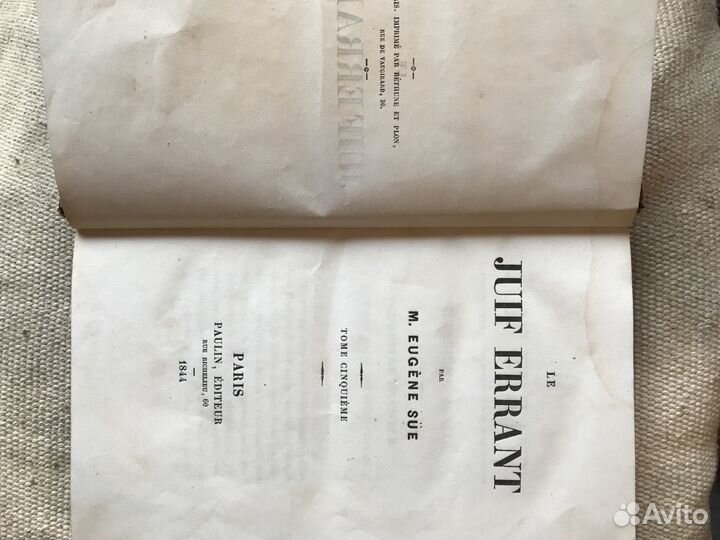 IS. IMPRIMÉ PAR BÉTHUNE ET PLON,
RUE DE VAUGIRARD, 36.
LE
JUIF ERRANT
PAR
M. EUGÈNE SÜE
TOME CINQUIÈME
PARIS
PAULIN, ÉDITEUR
RUE RICHELIEU, 60
1844
Avito